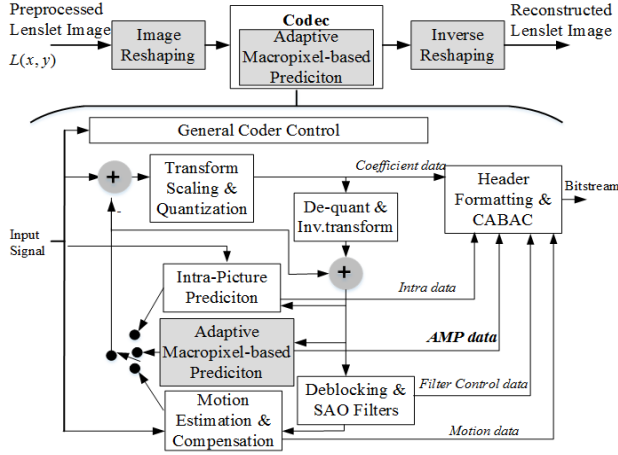 Preprocessed
Lenslet Image
L(x, y)
Image
Reshaping
Codec
Adaptive
Macropixel-based
Prediciton
Inverse
Reshaping
Reconstructed
Lenslet Image
General Coder Control
+
-
Transform
Scaling &
Quantization
Coefficient data
Header
Formatting &
CABAC
Bitstream
De-quant &
Inv.transform
Input
Signal
+
Intra-Picture
Prediciton
Intra data
Adaptive
Macropixel-based
Prediciton
AMP data
Deblocking &
SAO Filters
Filter Control data
Motion
Estimation &
Compensation
Motion data